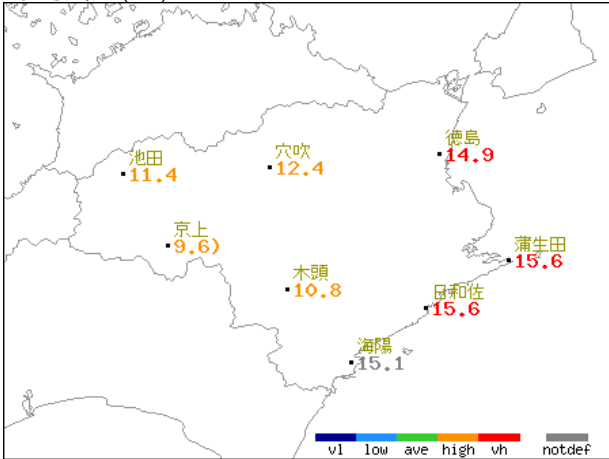 徳島
14.9
穴吹
12.4
池田
11.4
京上
9.6)
蒲生田
15.6
木頭
10.8
日和佐
15.6
海陽
15.1
vl low ave high vh notdef